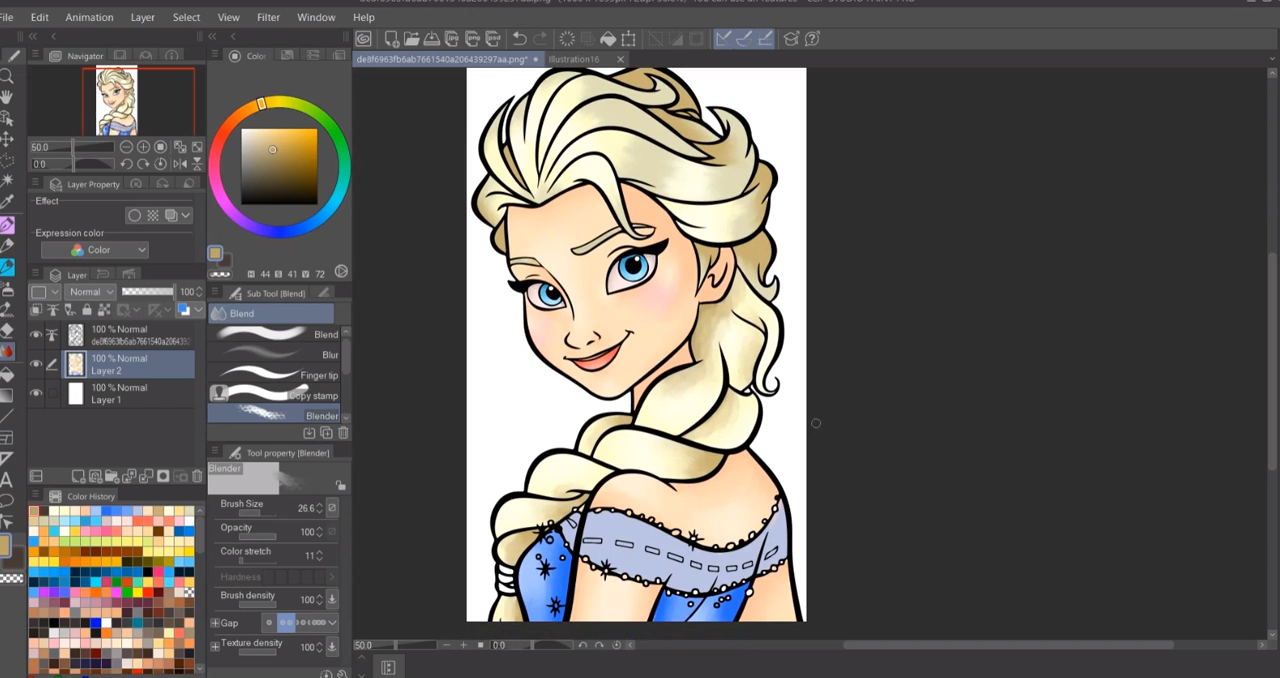 File Edit Animation Layer Select View Filter Window Help
Navigator
Color
de8f6963fb6ab7661540a206439297aa.png*
Illustration16
50.0
0.0
Layer Property
Effect
Expression color
Color
H 44 S 41 V 72
Layer
Normal
100
100 % Normal
de8f6963fb6ab7661540a2064392
100 % Normal
Layer 2
100 % Normal
Layer 1
Sub Tool [Blend]
Blend
Blend
Blur
Finger tip
Copy stamp
Blender
Tool property [Blender]
Blender
Brush Size 26.6
Opacity 100
Color stretch 11
Hardness
Brush density 100
Gap
Texture density 100
Color History
50.0
0.0